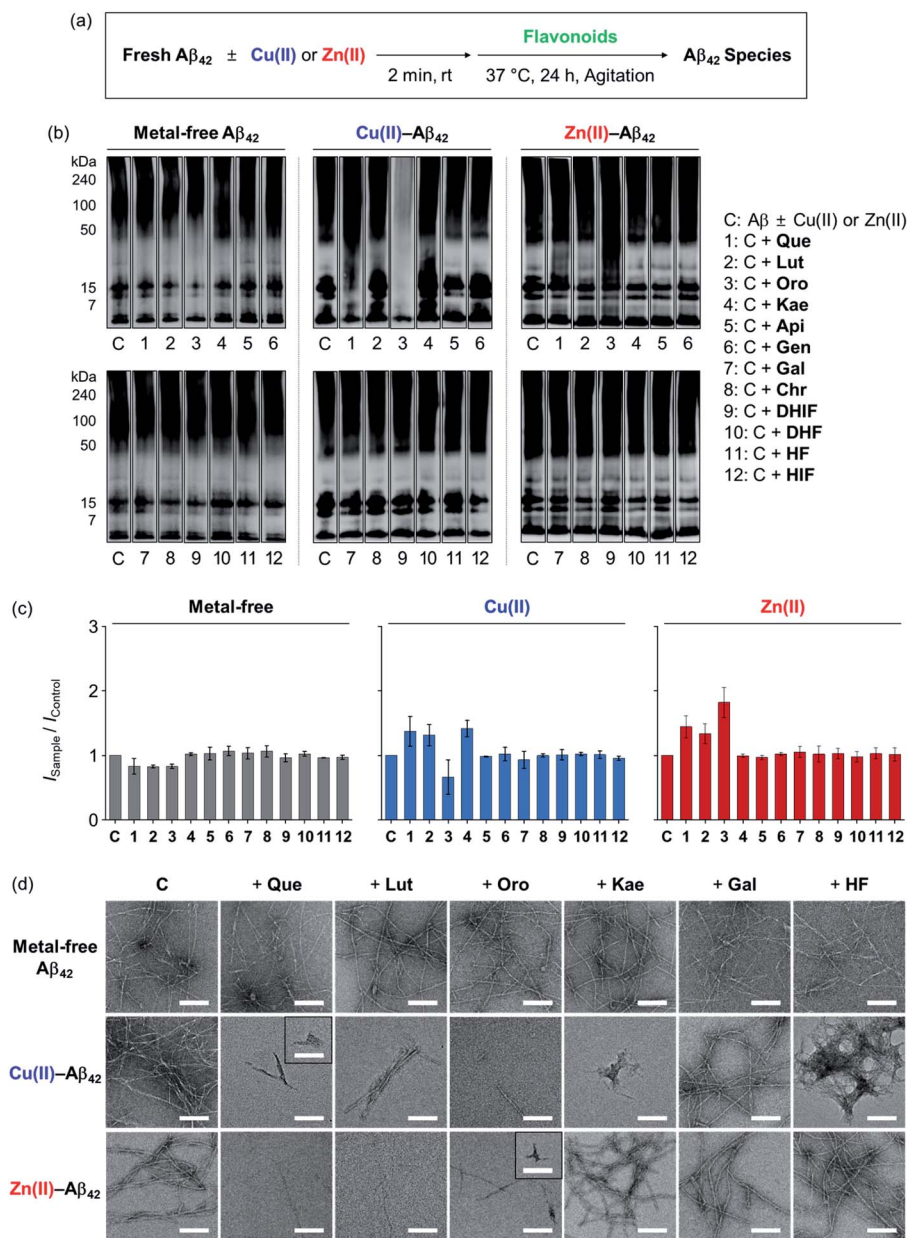 (a)
Flavonoids
Fresh Aβ42 ± Cu(II) or Zn(II) Aβ42 Species
2 min, rt 37 °C, 24 h, Agitation
(b)
Metal-free Aβ42 Cu(II)–Aβ42 Zn(II)–Aβ42
kDa
240
100
50
15
7
C 1 2 3 4 5 6 C 1 2 3 4 5 6 C 1 2 3 4 5 6
kDa
240
100
50
15
7
C 7 8 9 10 11 12 C 7 8 9 10 11 12 C 7 8 9 10 11 12
C: Aβ ± Cu(II) or Zn(II)
1: C + Que
2: C + Lut
3: C + Oro
4: C + Kae
5: C + Api
6: C + Gen
7: C + Gal
8: C + Chr
9: C + DHIF
10: C + DHF
11: C + HF
12: C + HIF
(c)
Metal-free Cu(II) Zn(II)
ISample / IControl
3
2
1
0
C 1 2 3 4 5 6 7 8 9 10 11 12 C 1 2 3 4 5 6 7 8 9 10 11 12 C 1 2 3 4 5 6 7 8 9 10 11 12
(d)
C + Que + Lut + Oro + Kae + Gal + HF
Metal-free
Aβ42
Cu(II)–Aβ42
Zn(II)–Aβ42